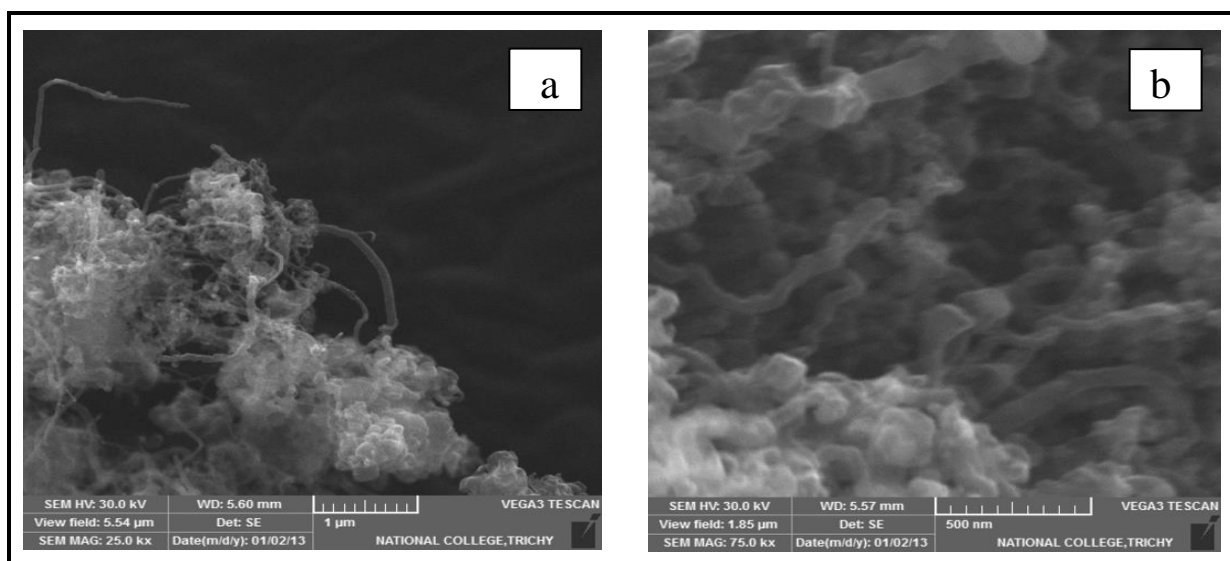 a
SEM HV: 30.0 kV WD: 5.60 mm VEGA3 TESCAN
View field: 5.54 µm Det: SE 1 µm
SEM MAG: 25.0 kx Date(m/d/y): 01/02/13 NATIONAL COLLEGE,TRICHY
b
SEM HV: 30.0 kV WD: 5.57 mm VEGA3 TESCAN
View field: 1.85 µm Det: SE 500 nm
SEM MAG: 75.0 kx Date(m/d/y): 01/02/13 NATIONAL COLLEGE,TRICHY